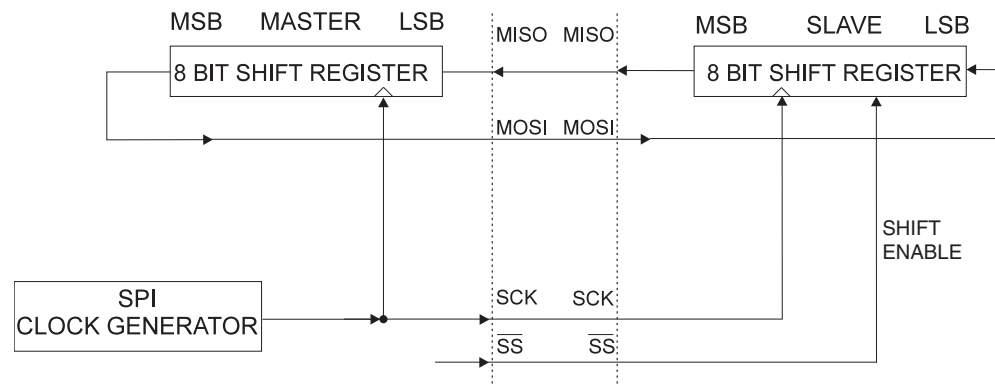 MSB MASTER LSB
MISO MISO
MSB SLAVE LSB
8 BIT SHIFT REGISTER
8 BIT SHIFT REGISTER
MOSI MOSI
SHIFT
ENABLE
SPI
CLOCK GENERATOR
SCK SCK
SS SS